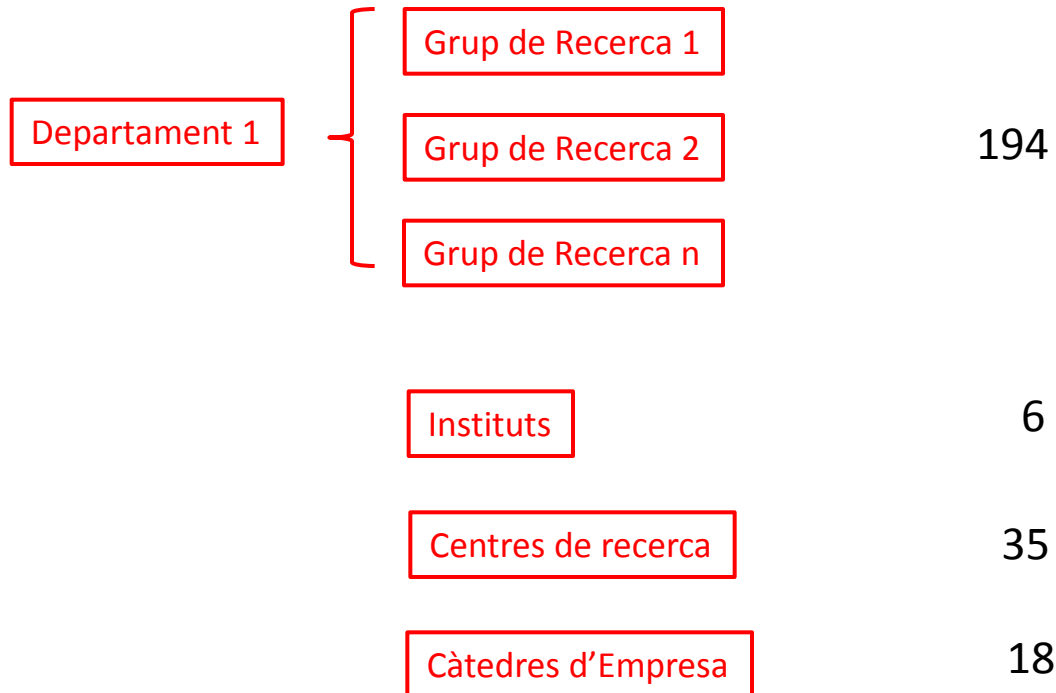 Grup de Recerca 1
Departament 1
Grup de Recerca 2
194
Grup de Recerca n
Instituts
6
Centres de recerca
35
Càtedres d’Empresa
18